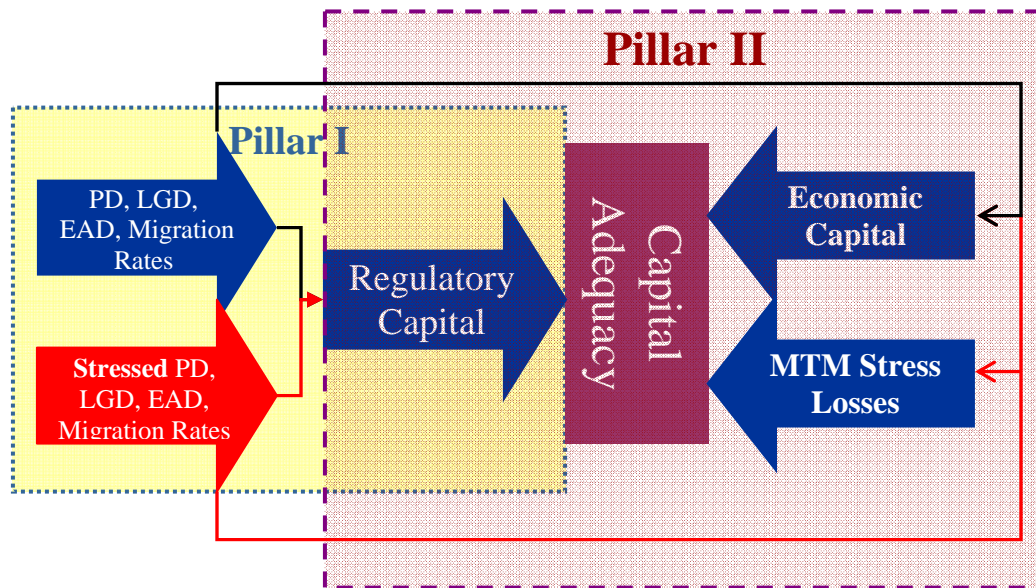 Pillar II
Pillar I
PD, LGD,
EAD, Migration
Rates
Stressed PD,
LGD, EAD,
Migration Rates
Regulatory
Capital
Capital
Adequacy
Economic
Capital
MTM Stress
Losses